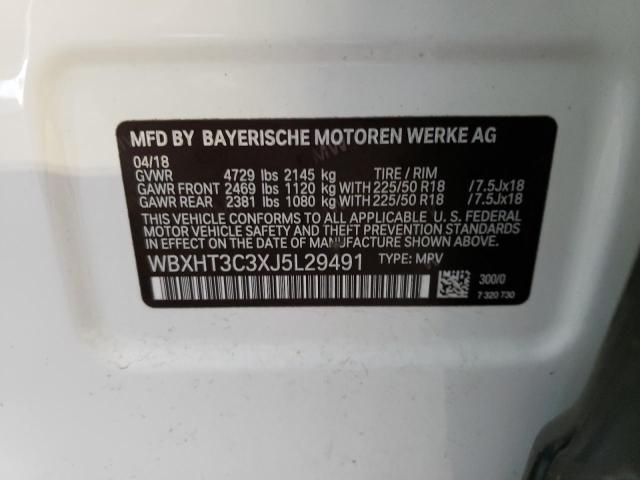 MFD BY BAYERISCHE MOTOREN WERKE AG
04/18
GVWR 4729 lbs 2145 kg TIRE / RIM
GAWR FRONT 2469 lbs 1120 kg WITH 225/50 R18 /7.5Jx18
GAWR REAR 2381 lbs 1080 kg WITH 225/50 R18 /7.5Jx18
THIS VEHICLE CONFORMS TO ALL APPLICABLE U. S. FEDERAL
MOTOR VEHICLE SAFETY AND THEFT PREVENTION STANDARDS
IN EFFECT ON THE DATE OF MANUFACTURE SHOWN ABOVE.
WBXHT3C3XJ5L29491 TYPE: MPV
300/0
7 320 730